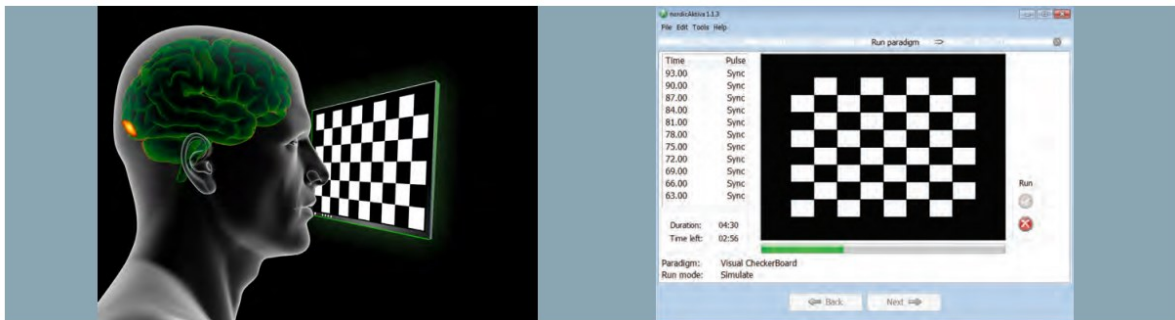 nordicAktiva 1.1.3
File Edit Tools Help
Run paradigm
Time Pulse
93.00 Sync
90.00 Sync
87.00 Sync
84.00 Sync
81.00 Sync
78.00 Sync
75.00 Sync
72.00 Sync
69.00 Sync
66.00 Sync
63.00 Sync
Run
Duration: 04:30
Time left: 02:56
Paradigm: Visual CheckerBoard
Run mode: Simulate
Back Next